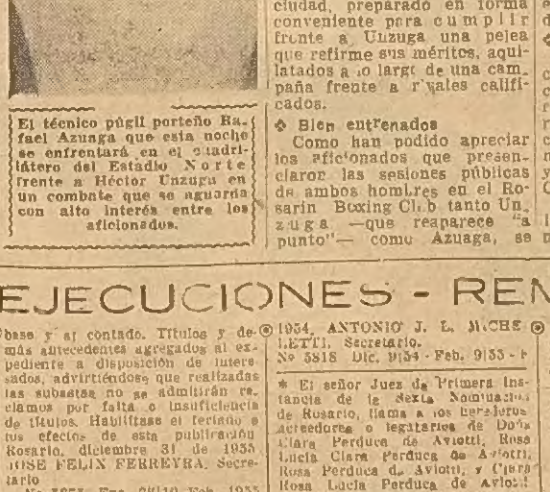 El técnico púgil porteño Ra-
fael Azuaga que esta noche
se enfrentará en el cuadri-
látero del Estadio Norte
frente a Héctor Unzuga en
un combate que se aguarda
con alto interés entre los
aficionados.
ciudad, preparado en forma
conveniente para cumplir
frente a Unzuga una pelea
que refirme sus méritos, aqui-
latados a lo largo de una cam-
paña frente a rivales califi-
cados.
Bien entrenados
Como han podido apreciar
los aficionados que presen-
ciaron las sesiones públicas
de ambos hombres en el Ro-
sarin Boxing Club tanto Un-
zuga —que reaparece "a
punto"— como Azuaga, se
EJECUCIONES - REM
base y al contado. Títulos y de-
más antecedentes agregados al ex-
pediente a disposición de intere-
sados, advirtiéndose que realizadas
las subastas no se admitirán re-
clamos por falta o insuficiencia
de títulos. Habilítase el feriado a
los efectos de esta publicación
Rosario, diciembre 31 de 1955
JOSE FELIX FERREYRA. Secre-
tario
1954, ANTONIO J. L. MICHE
LETTI. Secretario.
Nº 5818 Dic. 9|54 - Feb. 9|55 -
* El señor Juez de Primera Ins-
tancia de la Sexta Nominación
de Rosario, llama a los herederos
acreedores o legatarios de Doña
Clara Perduca de Aviotti, Rosa
Lucía Clara Perduca de Aviotti,
Rosa Perduca de Aviotti, y Clara
Rosa Lucía Perduca de Aviotti